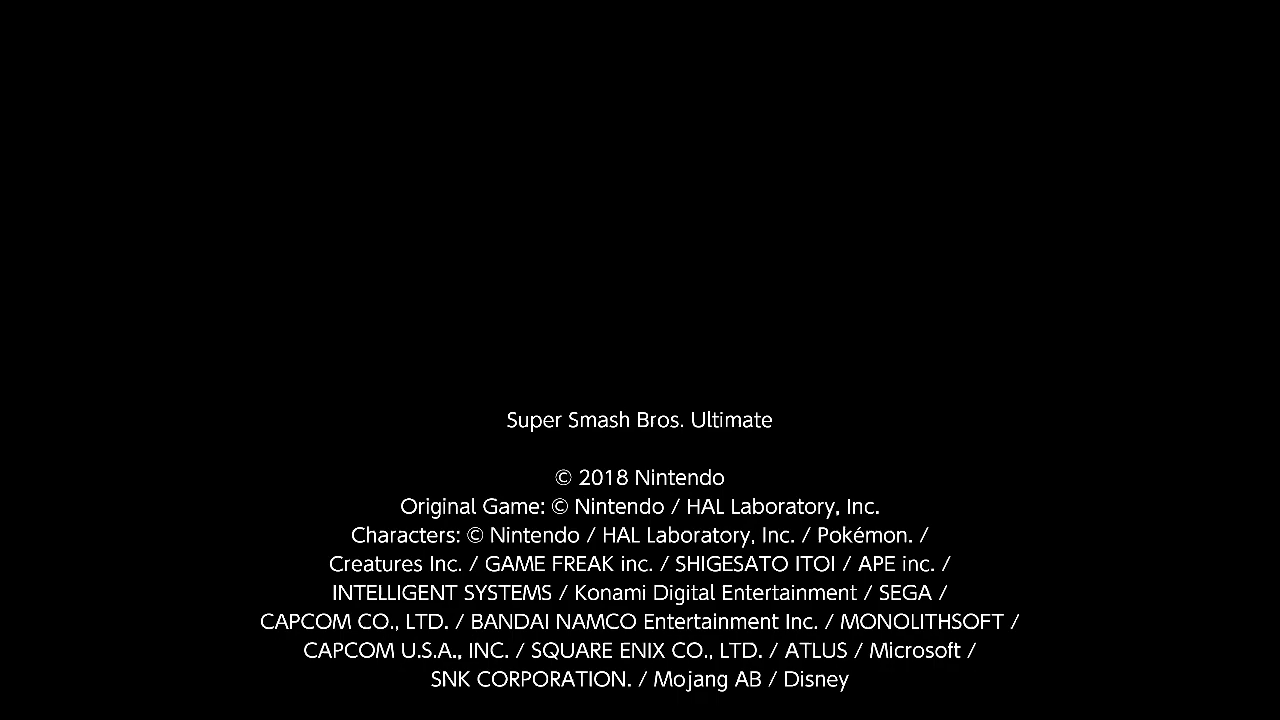 Super Smash Bros. Ultimate
© 2018 Nintendo
Original Game: © Nintendo / HAL Laboratory, Inc.
Characters: © Nintendo / HAL Laboratory, Inc. / Pokémon. /
Creatures Inc. / GAME FREAK inc. / SHIGESATO ITOI / APE inc. /
INTELLIGENT SYSTEMS / Konami Digital Entertainment / SEGA /
CAPCOM CO., LTD. / BANDAI NAMCO Entertainment Inc. / MONOLITHSOFT /
CAPCOM U.S.A., INC. / SQUARE ENIX CO., LTD. / ATLUS / Microsoft /
SNK CORPORATION. / Mojang AB / Disney